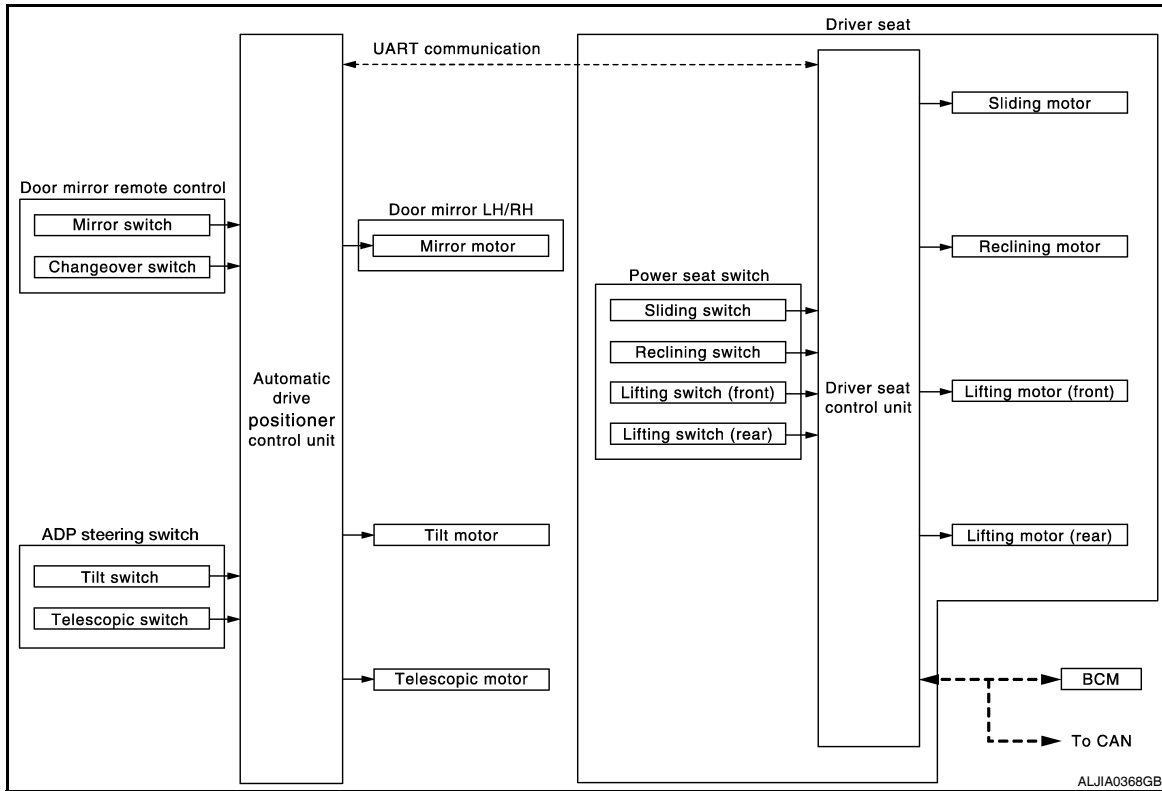 Driver seat
UART communication
Sliding motor
Door mirror remote control
Mirror switch
Changeover switch
Door mirror LH/RH
Mirror motor
Reclining motor
Power seat switch
Sliding switch
Reclining switch
Lifting switch (front)
Lifting switch (rear)
Automatic
drive
positioner
control unit
Driver seat
control unit
Lifting motor (front)
ADP steering switch
Tilt switch
Telescopic switch
Tilt motor
Lifting motor (rear)
Telescopic motor
BCM
To CAN
ALJIA0368GB